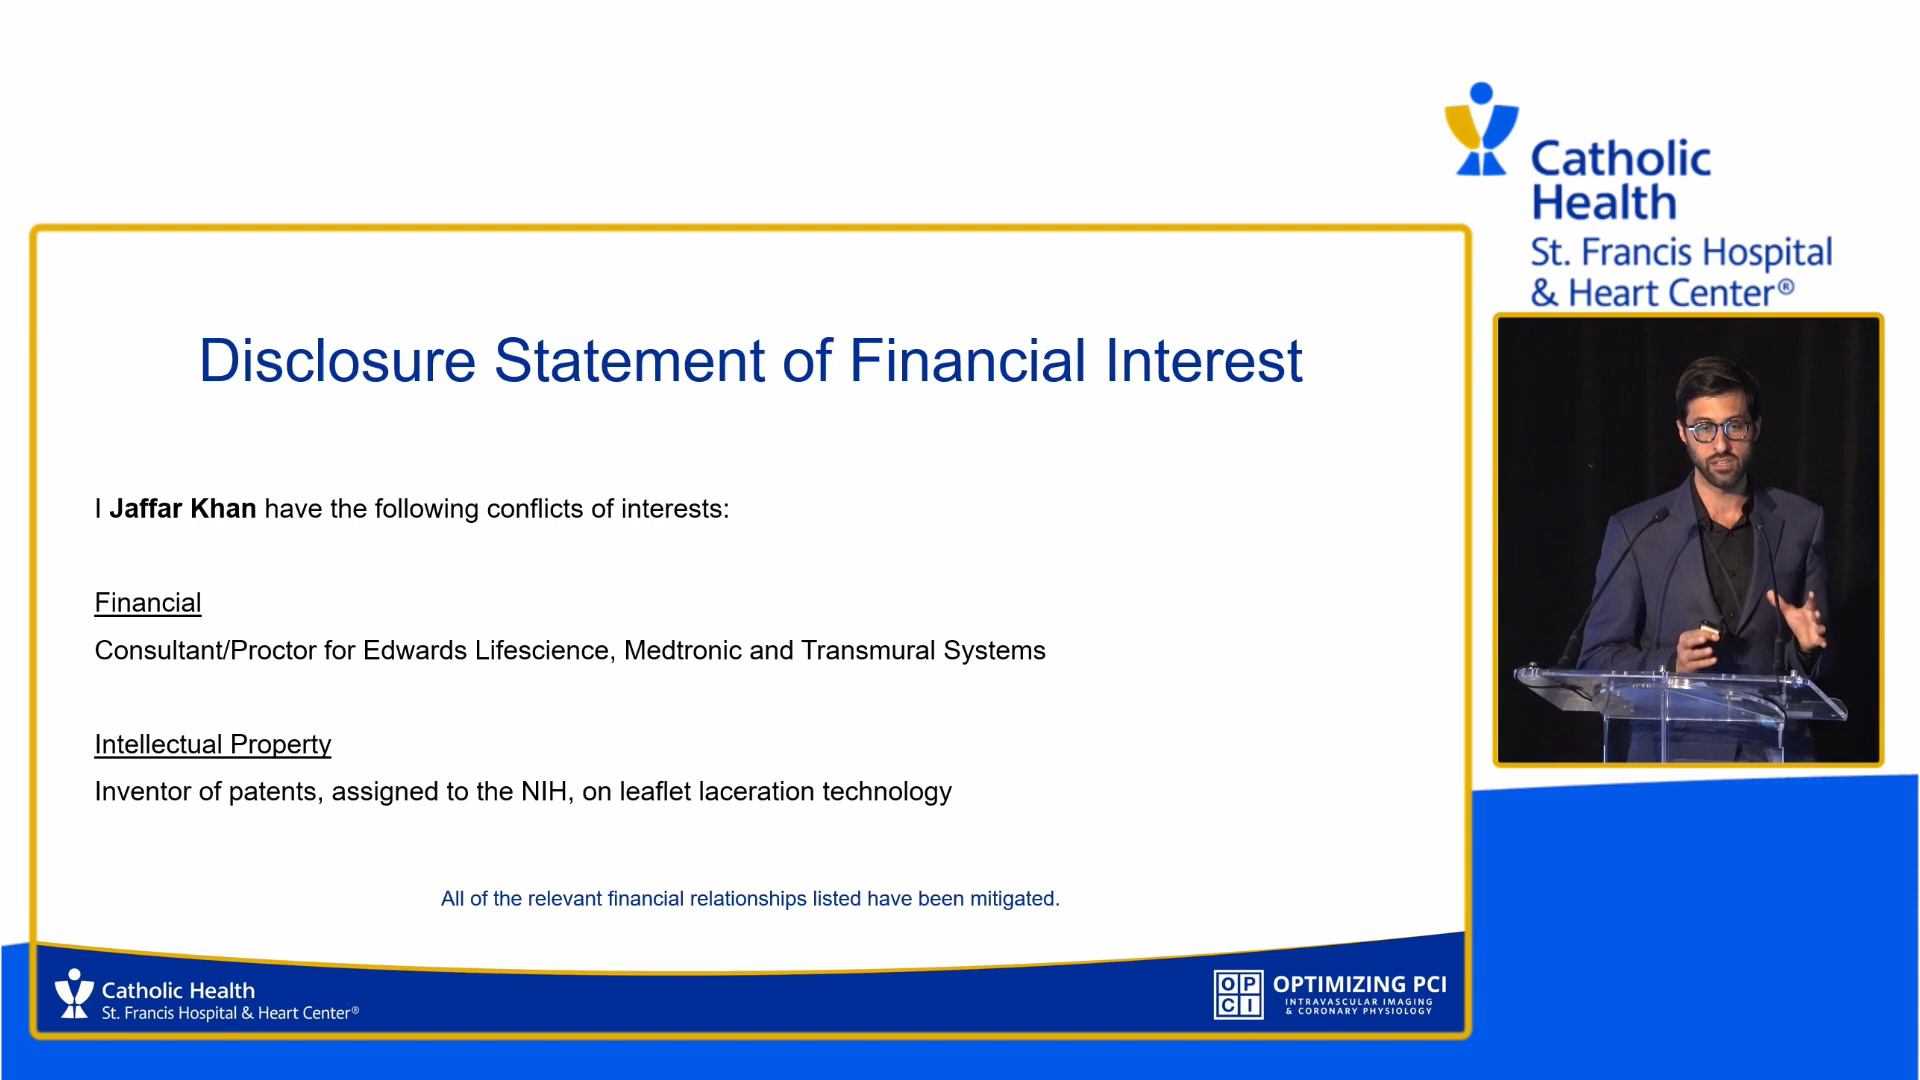 Catholic
Health
St. Francis Hospital
& Heart Center®
Disclosure Statement of Financial Interest
I Jaffar Khan have the following conflicts of interests:
Financial
Consultant/Proctor for Edwards Lifescience, Medtronic and Transmural Systems
Intellectual Property
Inventor of patents, assigned to the NIH, on leaflet laceration technology
All of the relevant financial relationships listed have been mitigated.
Catholic Health
St. Francis Hospital & Heart Center®
OP
CI
OPTIMIZING PCI
INTRAVASCULAR IMAGING
& CORONARY PHYSIOLOGY